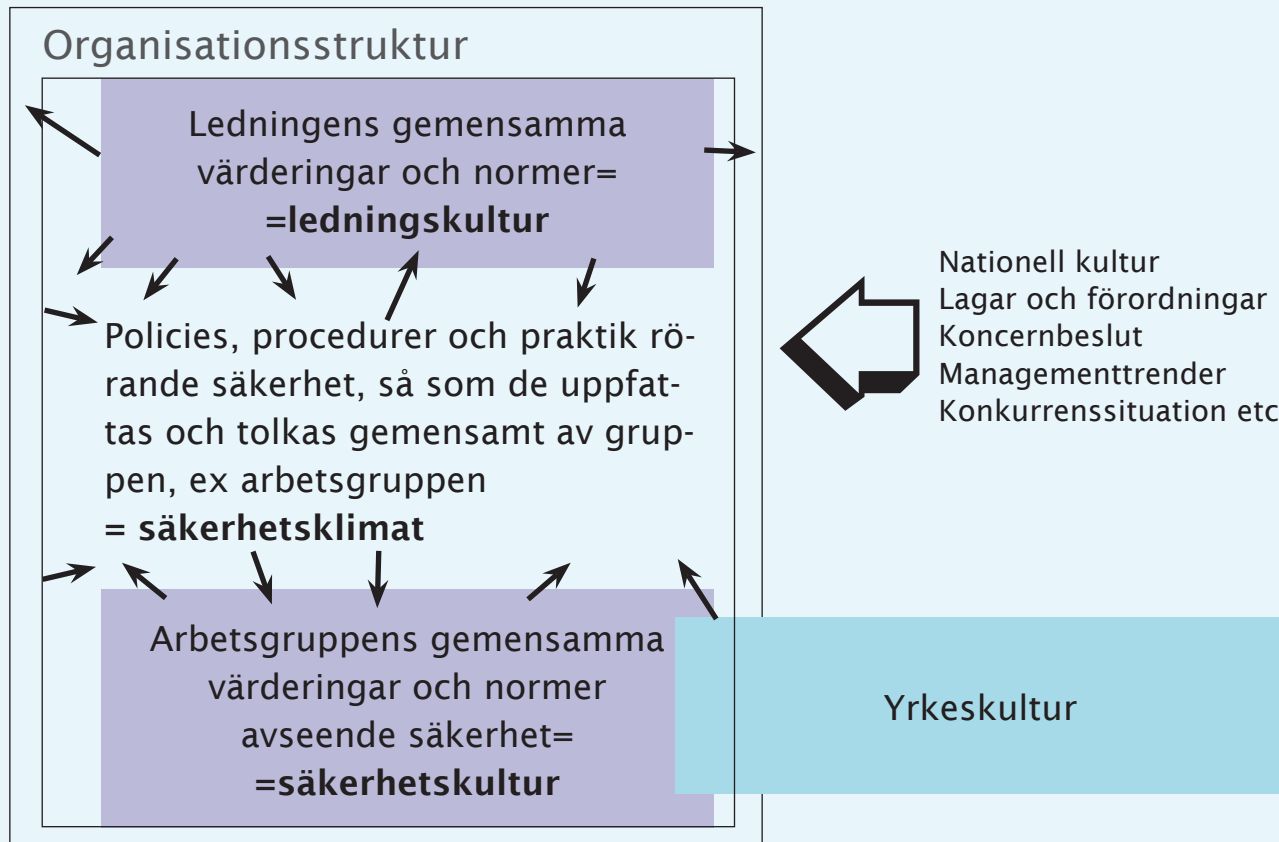 Organisationsstruktur
Ledningens gemensamma
värderingar och normer=
=ledningskultur
Policies, procedurer och praktik rö-
rande säkerhet, så som de uppfat-
tas och tolkas gemensamt av grup-
pen, ex arbetsgruppen
= säkerhetsklimat
Arbetsgruppens gemensamma
värderingar och normer
avseende säkerhet=
=säkerhetskultur
Nationell kultur
Lagar och förordningar
Koncernbeslut
Managementtrender
Konkurrenssituation etc
Yrkeskultur